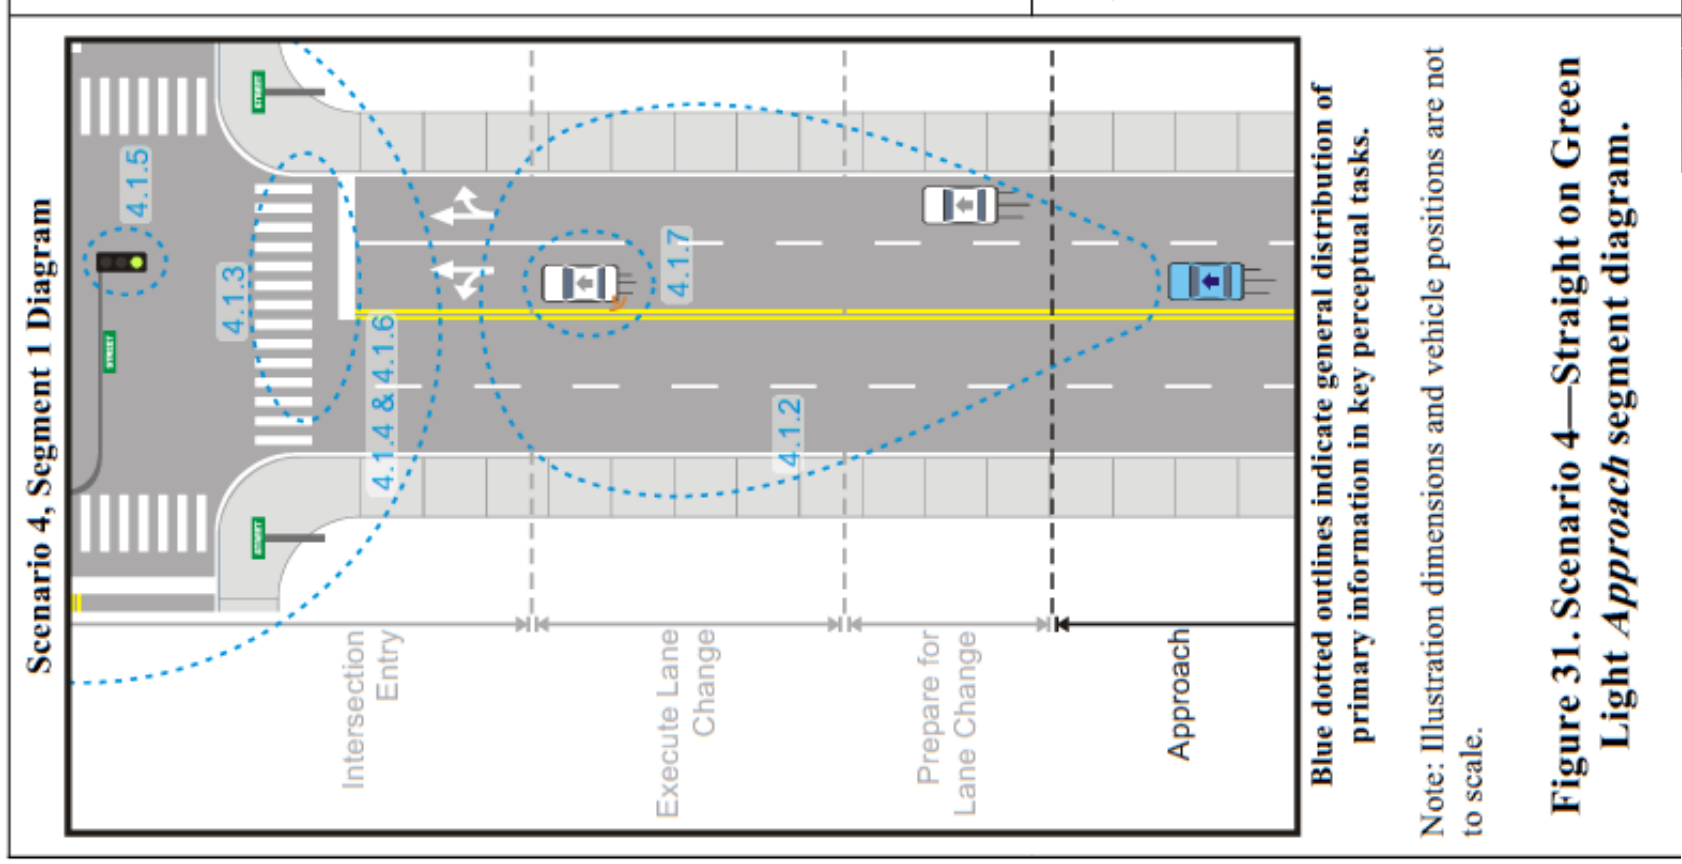 Scenario 4, Segment 1 Diagram
STREET
4.1.5
STREET
4.1.3
STREET
4.1.4 & 4.1.6
4.1.7
4.1.2
Intersection
Entry
Execute Lane
Change
Prepare for
Lane Change
Approach
Blue dotted outlines indicate general distribution of
primary information in key perceptual tasks.
Note: Illustration dimensions and vehicle positions are not
to scale.
Figure 31. Scenario 4—Straight on Green
Light Approach segment diagram.